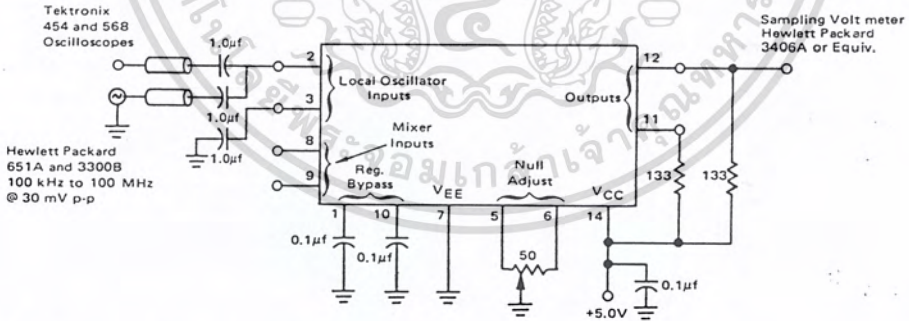 Tektronix
454 and 568
Oscilloscopes
1.0µf
1.0µf
1.0µf
Hewlett Packard
651A and 3300B
100 kHz to 100 MHz
@ 30 mV p-p
2
3
8
9
Local Oscillator
Inputs
Mixer
Inputs
Reg.
Bypass
VEE
Null
Adjust
VCC
Outputs
12
11
1
10
7
5
6
14
0.1µf
0.1µf
50
133
133
0.1µf
+5.0V
Sampling Volt meter
Hewlett Packard
3406A or Equiv.